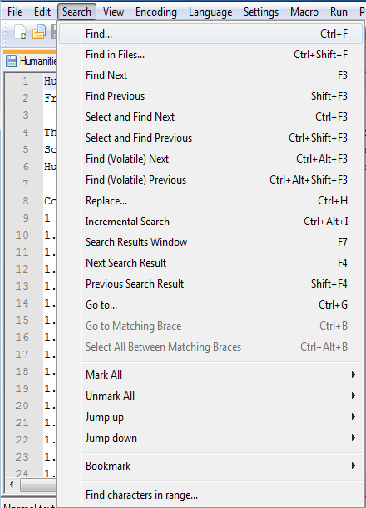 File Edit Search View Encoding Language Settings Macro Run
Find... Ctrl+F
Find in Files... Ctrl+Shift+F
Find Next F3
Find Previous Shift+F3
Select and Find Next Ctrl+F3
Select and Find Previous Ctrl+Shift+F3
Find (Volatile) Next Ctrl+Alt+F3
Find (Volatile) Previous Ctrl+Alt+Shift+F3
Replace... Ctrl+H
Incremental Search Ctrl+Alt+I
Search Results Window F7
Next Search Result F4
Previous Search Result Shift+F4
Go to... Ctrl+G
Go to Matching Brace Ctrl+B
Select All Between Matching Braces Ctrl+Alt+B
Mark All
Unmark All
Jump up
Jump down
Bookmark
Find characters in range...
1 Hu
2 Fr
3
4 Th
5 So
6 Hu
7
8 Co
9 1
10 1.
11 1.
12 1.
13 1.
14 1.
15 1.
16 1.
17 1.
18 1.
19 1.
20 1.
21 1.
22 1.
23 1.
24 1.